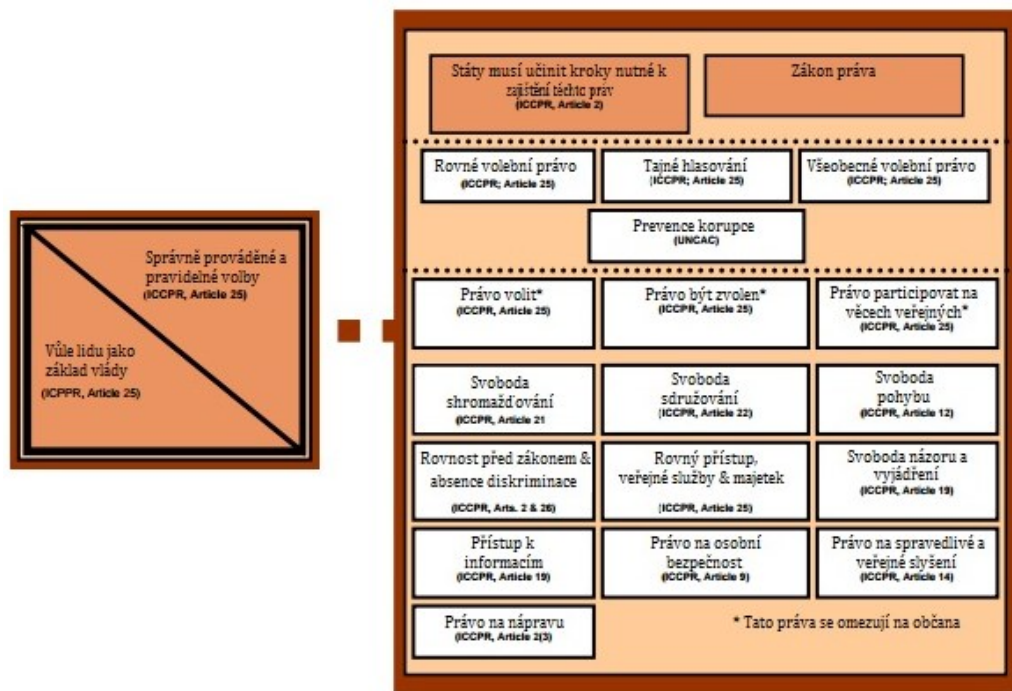 Správně prováděné a
pravidelné volby
(ICCPR, Article 25)
Vůle lidu jako
základ vlády
(ICPPR, Article 25)
Státy musí učinit kroky nutné k
zajištění těchto práv
(ICCPR, Article 2)
Zákon práva
Rovné volební právo
(ICCPR; Article 25)
Tajné hlasování
(ICCPR; Article 25)
Všeobecné volební právo
(ICCPR; Article 25)
Prevence korupce
(UNCAC)
Právo volit*
(ICCPR, Article 25)
Právo být zvolen*
(ICCPR, Article 25)
Právo participovat na
věcech veřejných*
(ICCPR, Article 25)
Svoboda
shromažďování
(ICCPR, Article 21
Svoboda
sdružování
(ICCPR, Article 22)
Svoboda
pohybu
(ICCPR, Article 12)
Rovnost před zákonem &
absence diskriminace
(ICCPR, Arts. 2 & 26)
Rovný přístup,
veřejné služby & majetek
(ICCPR, Article 25)
Svoboda názoru a
vyjádření
(ICCPR, Article 19)
Přístup k
informacím
(ICCPR, Article 19)
Právo na osobní
bezpečnost
(ICCPR, Article 9)
Právo na spravedlivé a
veřejné slyšení
(ICCPR, Article 14)
Právo na nápravu
(ICCPR, Article 2(3)
* Tato práva se omezují na občana